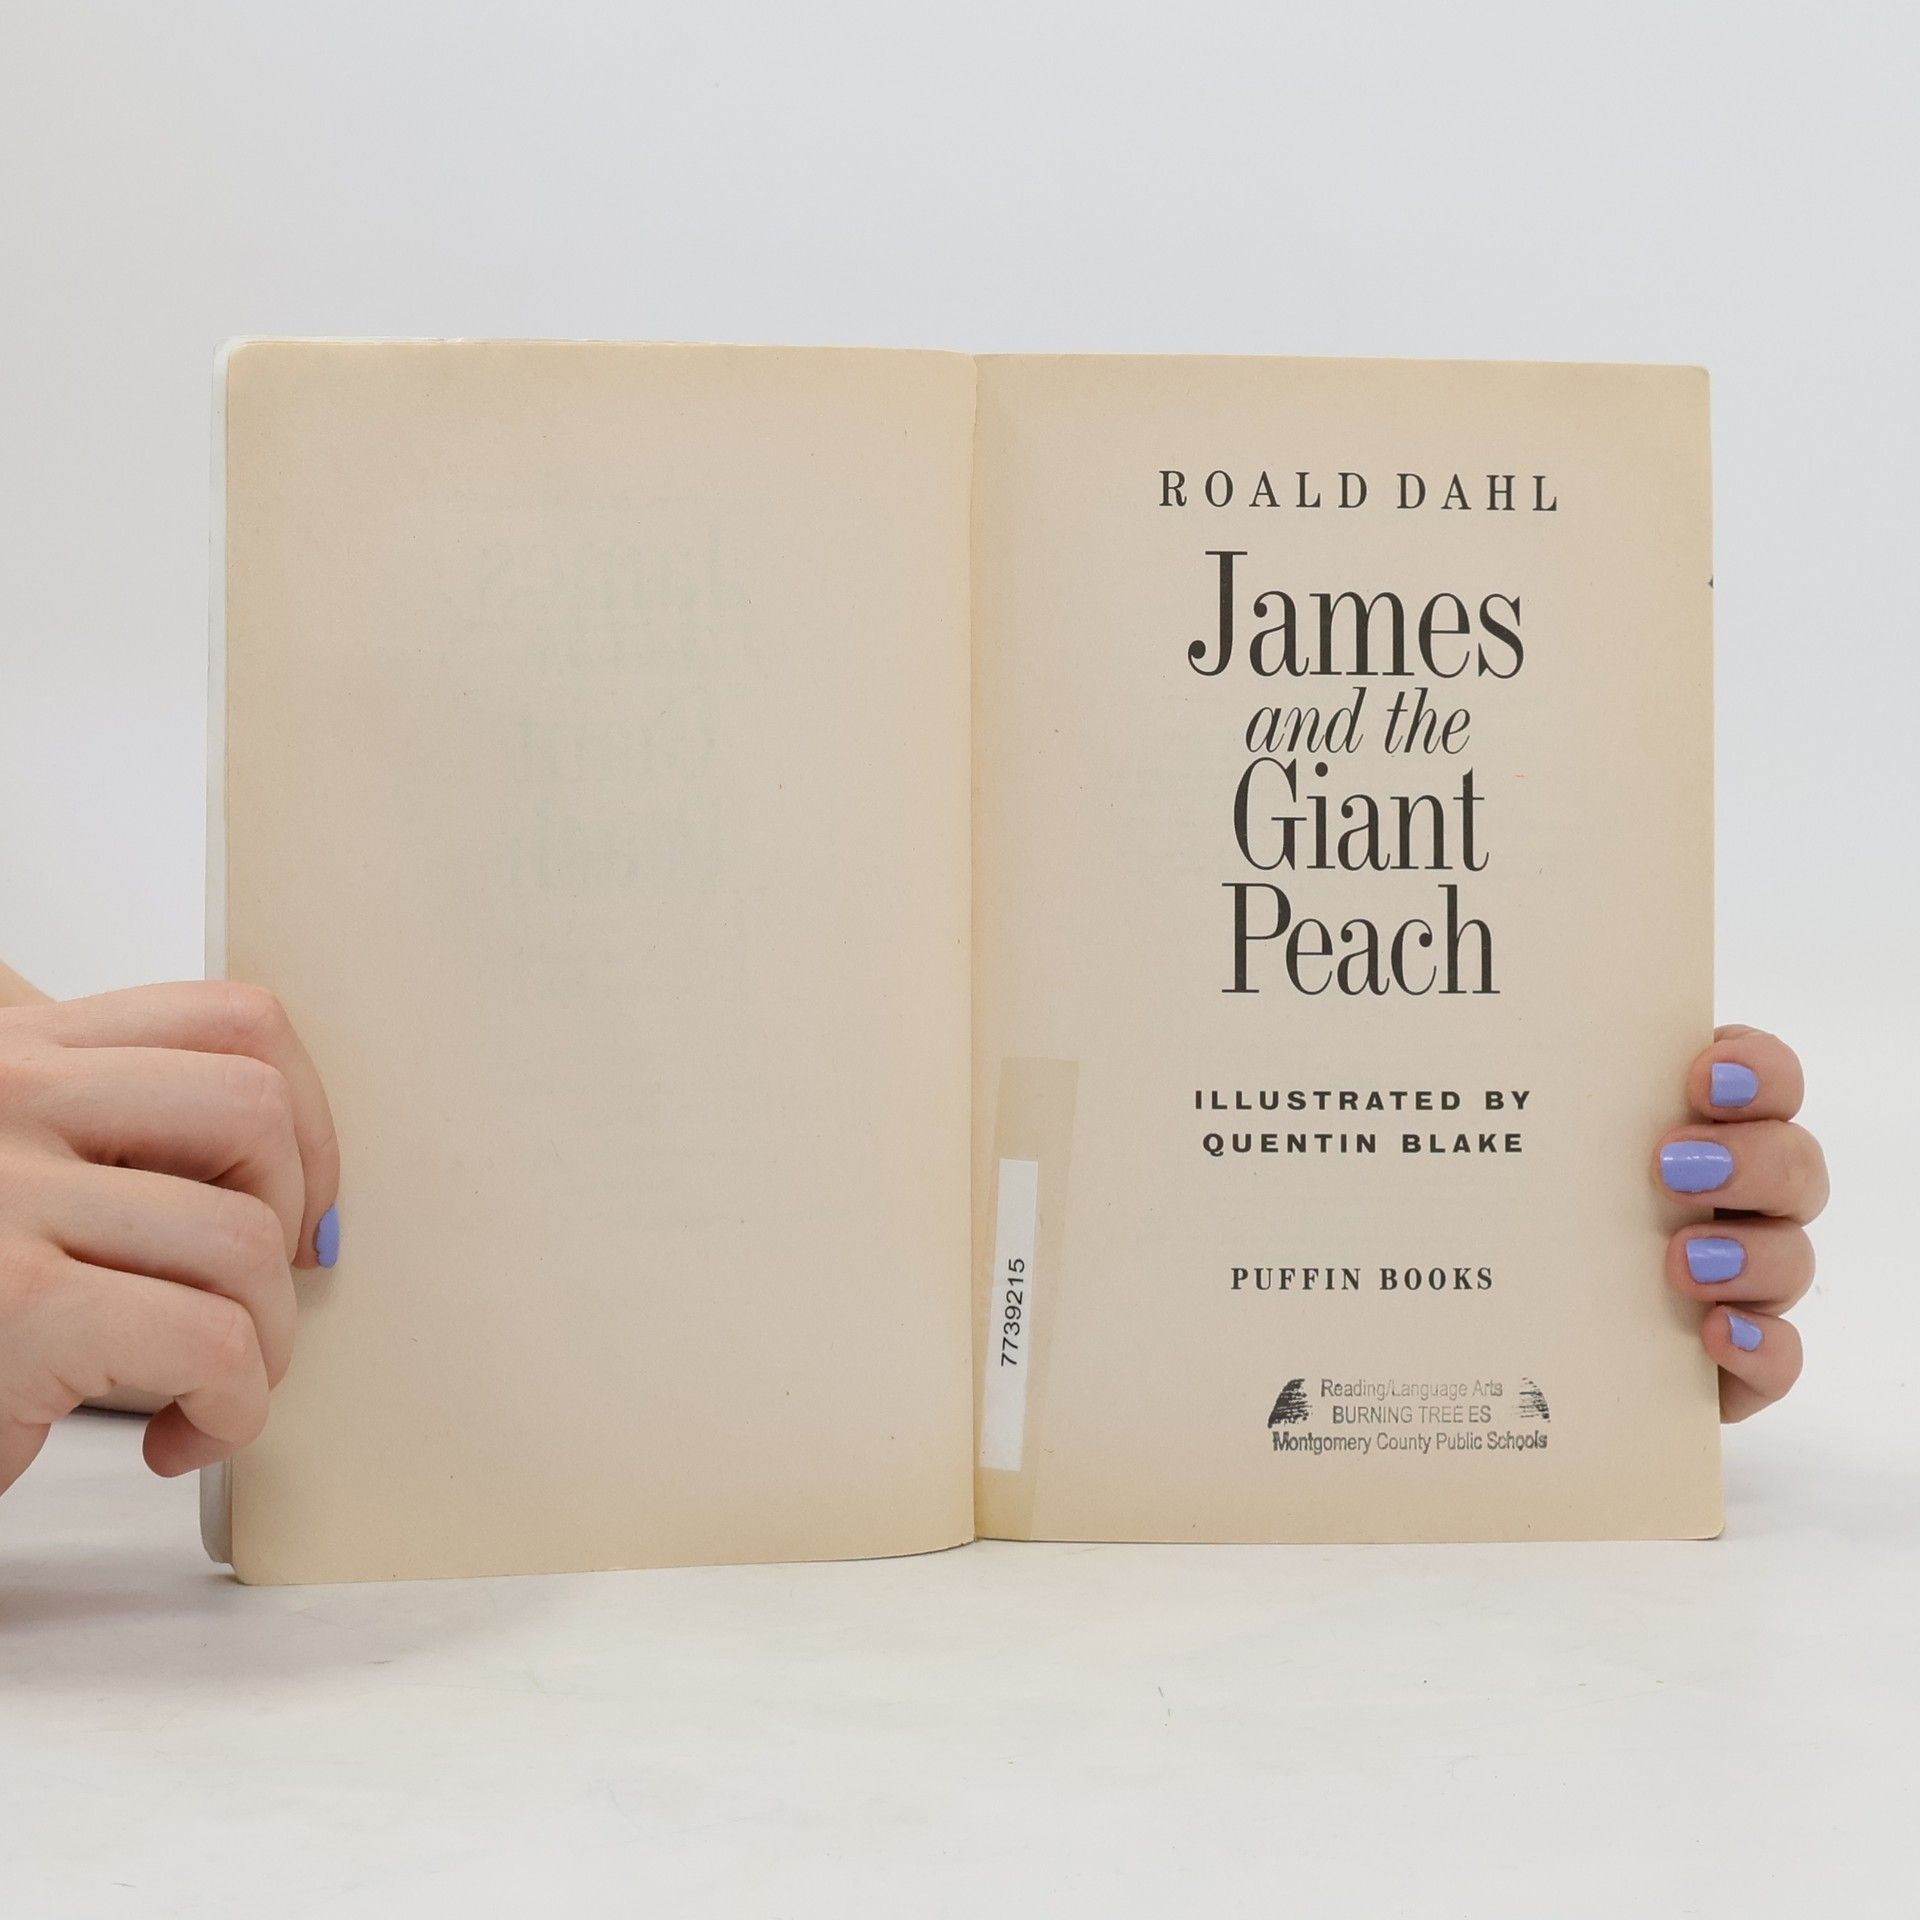 ROALD DAHL
James
and the
Giant
Peach
ILLUSTRATED BY
QUENTIN BLAKE
PUFFIN BOOKS
7739215
Reading/Language Arts
BURNING TREE ES
Montgomery County Public Schools